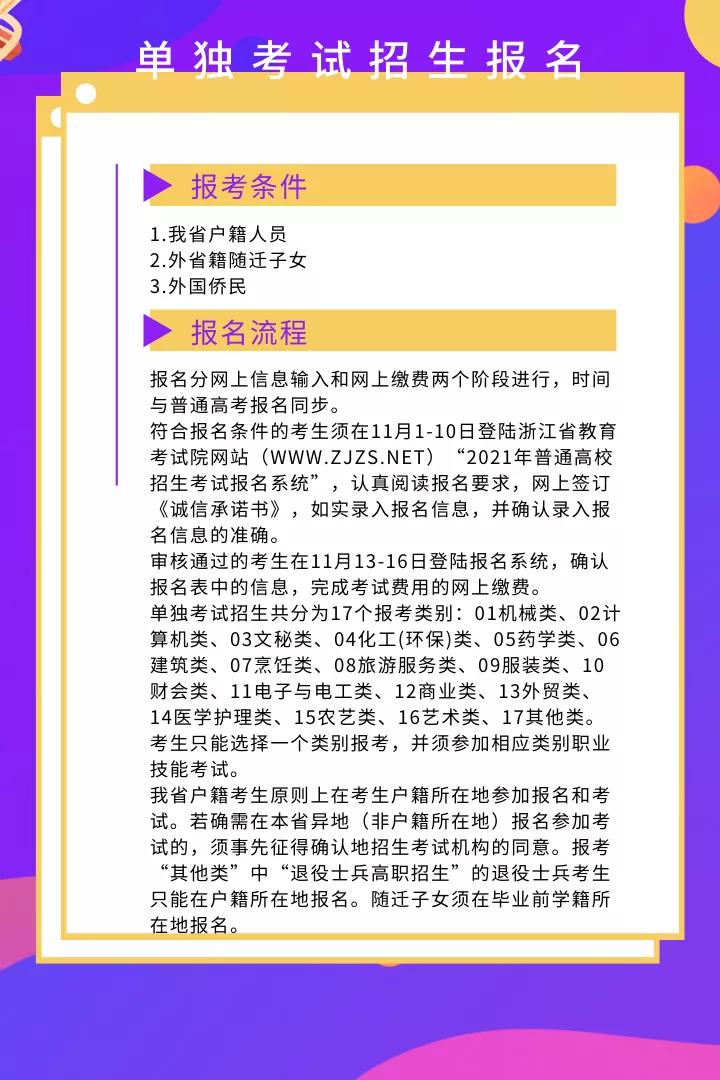 单独考试招生报名
报考条件
1.我省户籍人员
2.外省籍随迁子女
3.外国侨民
报名流程
报名分网上信息输入和网上缴费两个阶段进行，时间
与普通高考报名同步。
符合报名条件的考生须在11月1-10日登陆浙江省教育
考试院网站（WWW.ZJZS.NET）“2021年普通高校
招生考试报名系统”，认真阅读报名要求，网上签订
《诚信承诺书》，如实录入报名信息，并确认录入报
名信息的准确。
审核通过的考生在11月13-16日登陆报名系统，确认
报名表中的信息，完成考试费用的网上缴费。
单独考试招生共分为17个报考类别：01机械类、02计
算机类、03文秘类、04化工(环保)类、05药学类、06
建筑类、07烹饪类、08旅游服务类、09服装类、10
财会类、11电子与电工类、12商业类、13外贸类、
14医学护理类、15农艺类、16艺术类、17其他类。
考生只能选择一个类别报考，并须参加相应类别职业
技能考试。
我省户籍考生原则上在考生户籍所在地参加报名和考
试。若确需在本省异地（非户籍所在地）报名参加考
试的，须事先征得确认地招生考试机构的同意。报考
“其他类”中“退役士兵高职招生”的退役士兵考生
只能在户籍所在地报名。随迁子女须在毕业前学籍所
在地报名。